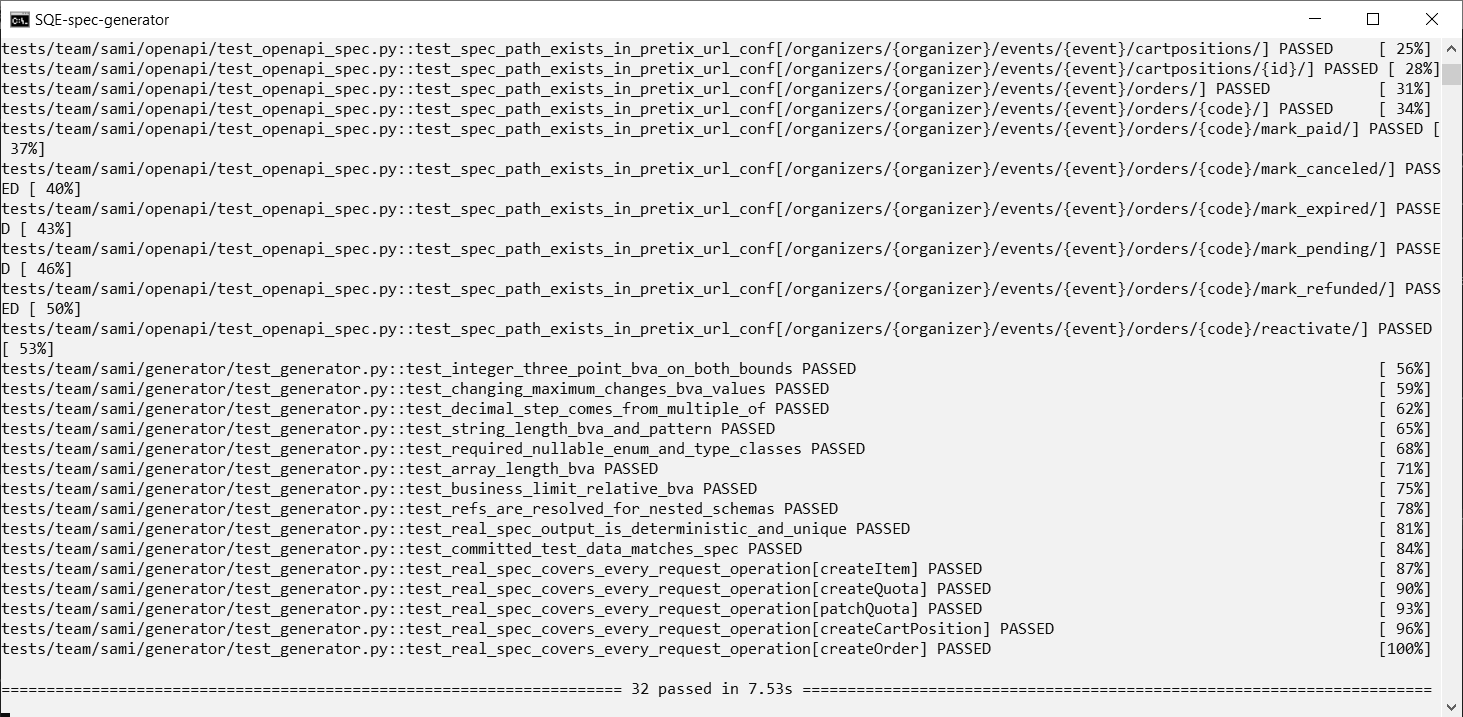 SQE-spec-generator
tests/team/sami/openapi/test_openapi_spec.py::test_spec_path_exists_in_pretix_url_conf[/organizers/{organizer}/events/{event}/cartpositions/] PASSED     [ 25%]
tests/team/sami/openapi/test_openapi_spec.py::test_spec_path_exists_in_pretix_url_conf[/organizers/{organizer}/events/{event}/cartpositions/{id}/] PASSED [ 28%]
tests/team/sami/openapi/test_openapi_spec.py::test_spec_path_exists_in_pretix_url_conf[/organizers/{organizer}/events/{event}/orders/] PASSED            [ 31%]
tests/team/sami/openapi/test_openapi_spec.py::test_spec_path_exists_in_pretix_url_conf[/organizers/{organizer}/events/{event}/orders/{code}/] PASSED     [ 34%]
tests/team/sami/openapi/test_openapi_spec.py::test_spec_path_exists_in_pretix_url_conf[/organizers/{organizer}/events/{event}/orders/{code}/mark_paid/] PASSED [
 37%]
tests/team/sami/openapi/test_openapi_spec.py::test_spec_path_exists_in_pretix_url_conf[/organizers/{organizer}/events/{event}/orders/{code}/mark_canceled/] PASS
ED [ 40%]
tests/team/sami/openapi/test_openapi_spec.py::test_spec_path_exists_in_pretix_url_conf[/organizers/{organizer}/events/{event}/orders/{code}/mark_expired/] PASSE
D [ 43%]
tests/team/sami/openapi/test_openapi_spec.py::test_spec_path_exists_in_pretix_url_conf[/organizers/{organizer}/events/{event}/orders/{code}/mark_pending/] PASSE
D [ 46%]
tests/team/sami/openapi/test_openapi_spec.py::test_spec_path_exists_in_pretix_url_conf[/organizers/{organizer}/events/{event}/orders/{code}/mark_refunded/] PASS
ED [ 50%]
tests/team/sami/openapi/test_openapi_spec.py::test_spec_path_exists_in_pretix_url_conf[/organizers/{organizer}/events/{event}/orders/{code}/reactivate/] PASSED
[ 53%]
tests/team/sami/generator/test_generator.py::test_integer_three_point_bva_on_both_bounds PASSED [ 56%]
tests/team/sami/generator/test_generator.py::test_changing_maximum_changes_bva_values PASSED [ 59%]
tests/team/sami/generator/test_generator.py::test_decimal_step_comes_from_multiple_of PASSED [ 62%]
tests/team/sami/generator/test_generator.py::test_string_length_bva_and_pattern PASSED [ 65%]
tests/team/sami/generator/test_generator.py::test_required_nullable_enum_and_type_classes PASSED [ 68%]
tests/team/sami/generator/test_generator.py::test_array_length_bva PASSED [ 71%]
tests/team/sami/generator/test_generator.py::test_business_limit_relative_bva PASSED [ 75%]
tests/team/sami/generator/test_generator.py::test_refs_are_resolved_for_nested_schemas PASSED [ 78%]
tests/team/sami/generator/test_generator.py::test_real_spec_output_is_deterministic_and_unique PASSED [ 81%]
tests/team/sami/generator/test_generator.py::test_committed_test_data_matches_spec PASSED [ 84%]
tests/team/sami/generator/test_generator.py::test_real_spec_covers_every_request_operation[createItem] PASSED [ 87%]
tests/team/sami/generator/test_generator.py::test_real_spec_covers_every_request_operation[createQuota] PASSED [ 90%]
tests/team/sami/generator/test_generator.py::test_real_spec_covers_every_request_operation[patchQuota] PASSED [ 93%]
tests/team/sami/generator/test_generator.py::test_real_spec_covers_every_request_operation[createCartPosition] PASSED [ 96%]
tests/team/sami/generator/test_generator.py::test_real_spec_covers_every_request_operation[createOrder] PASSED [100%]
===================================================================== 32 passed in 7.53s ======================================================================